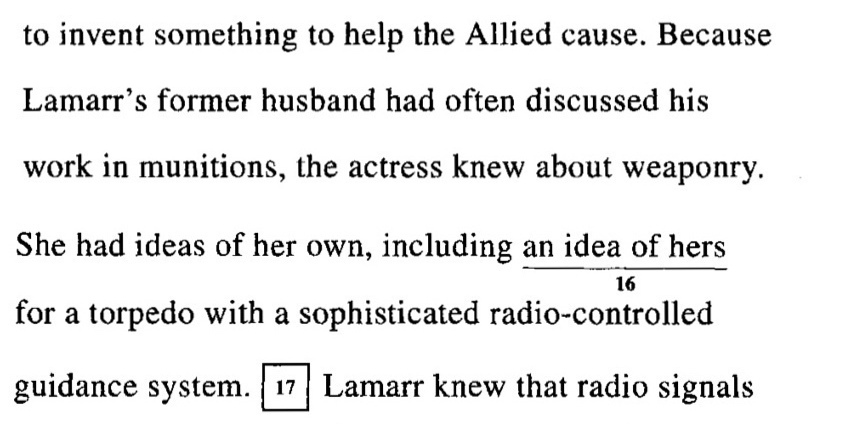 to invent something to help the Allied cause. Because
Lamarr's former husband had often discussed his
work in munitions, the actress knew about weaponry.
She had ideas of her own, including an idea of hers
16
for a torpedo with a sophisticated radio-controlled
guidance system. 17 Lamarr knew that radio signals